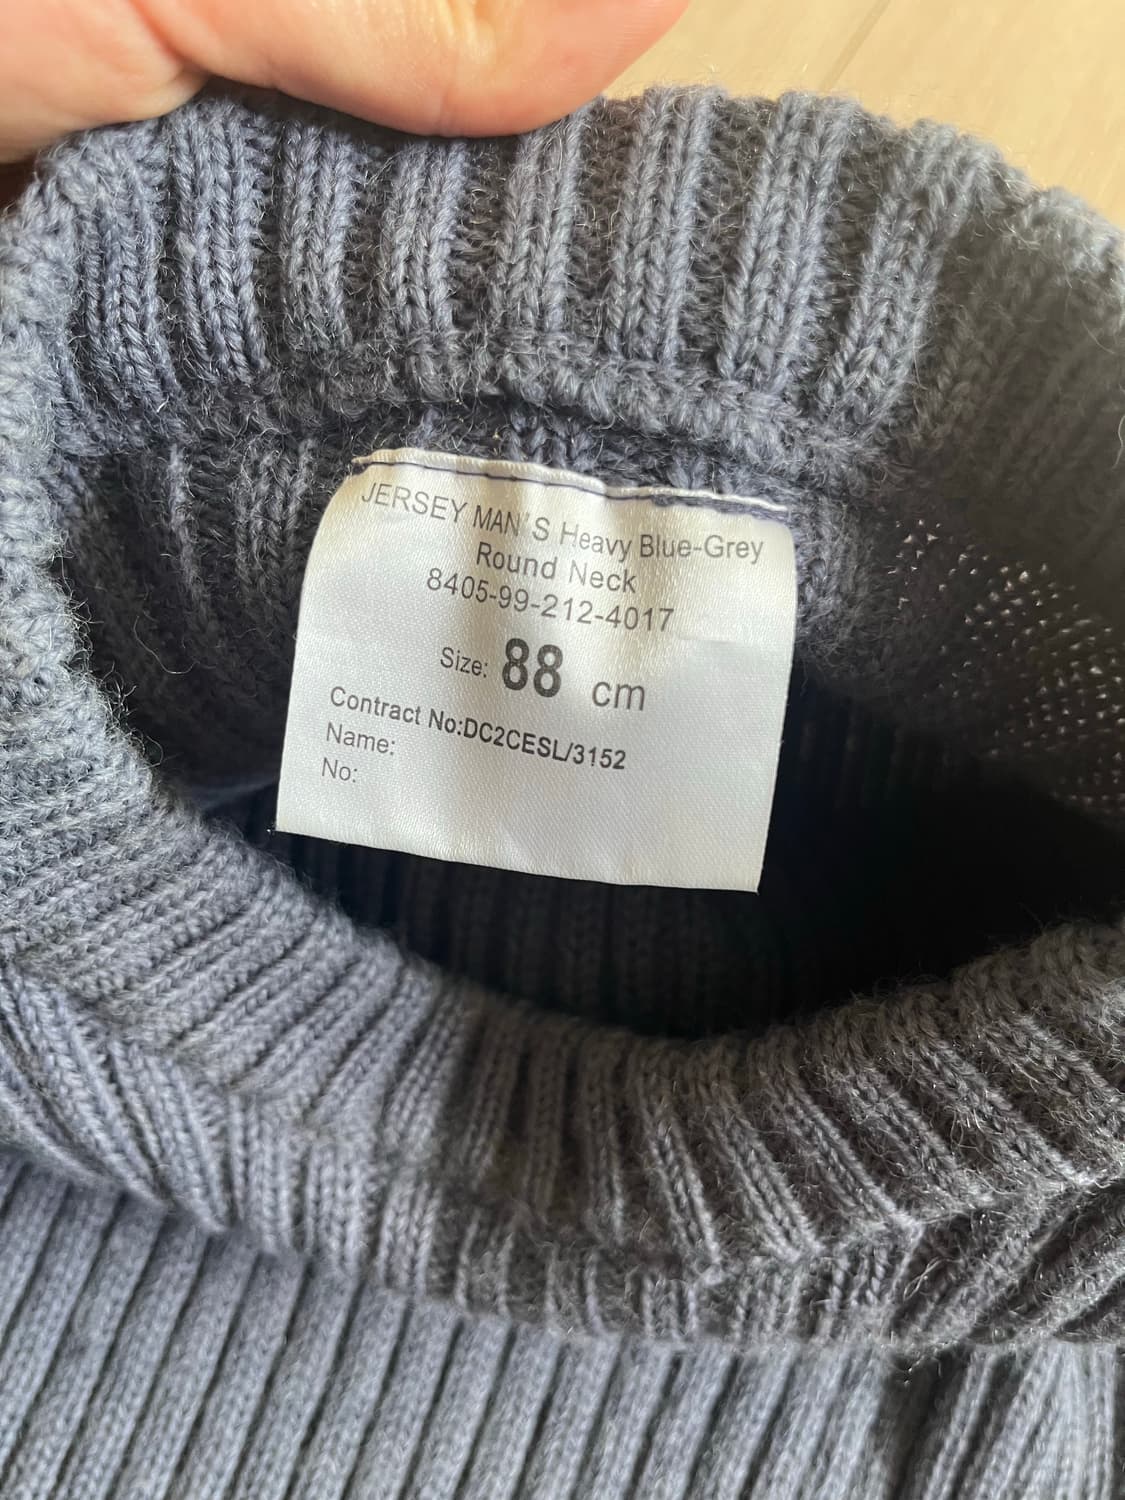 JERSEY MAN'S Heavy Blue-Grey
Round Neck
8405-99-212-4017
Size: 88 cm
Contract No:DC2CESL/3152
Name:
No: